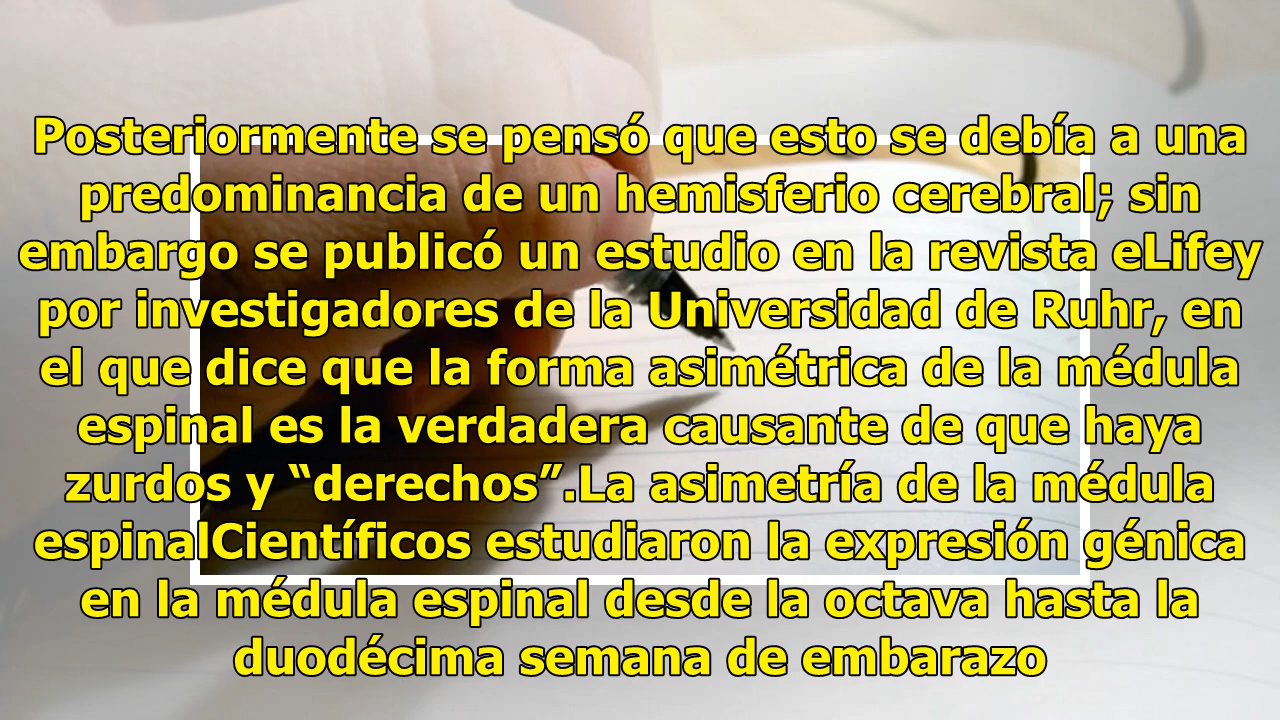 Posteriormente se pensó que esto se debía a una
predominancia de un hemisferio cerebral; sin
embargo se publicó un estudio en la revista eLifey
por investigadores de la Universidad de Ruhr, en
el que dice que la forma asimétrica de la médula
espinal es la verdadera causante de que haya
zurdos y “derechos”.La asimetría de la médula
espinalCientíficos estudiaron la expresión génica
en la médula espinal desde la octava hasta la
duodécima semana de embarazo